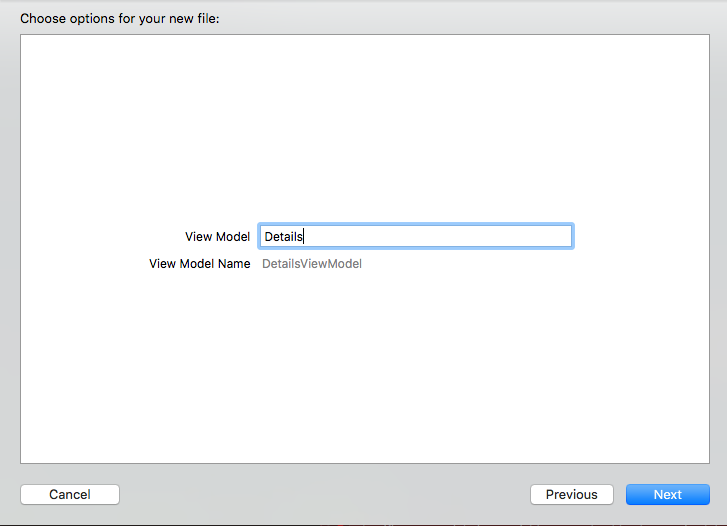 Choose options for your new file:
View Model Details
View Model Name DetailsViewModel
Cancel Previous Next